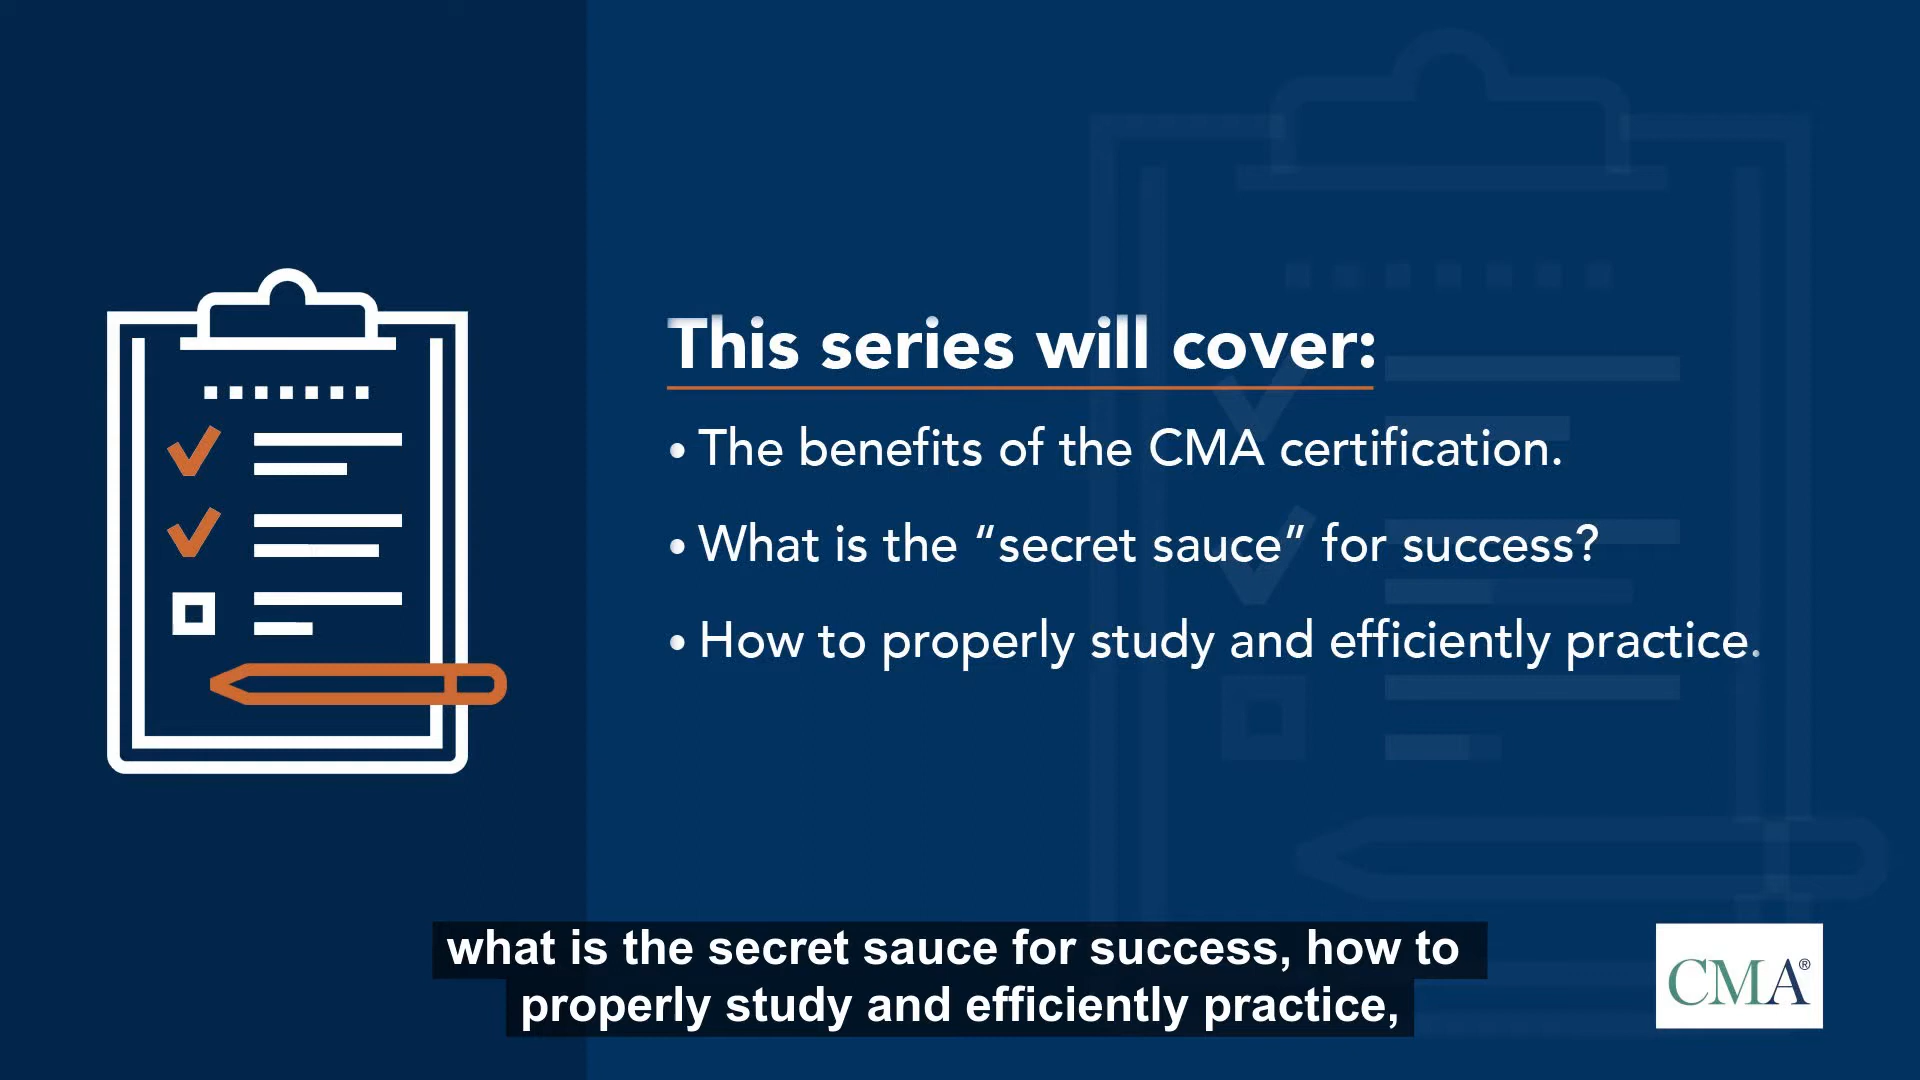 This series will cover:
• The benefits of the CMA certification.
• What is the “secret sauce” for success?
• How to properly study and efficiently practice.
what is the secret sauce for success, how to
properly study and efficiently practice,
CMA®